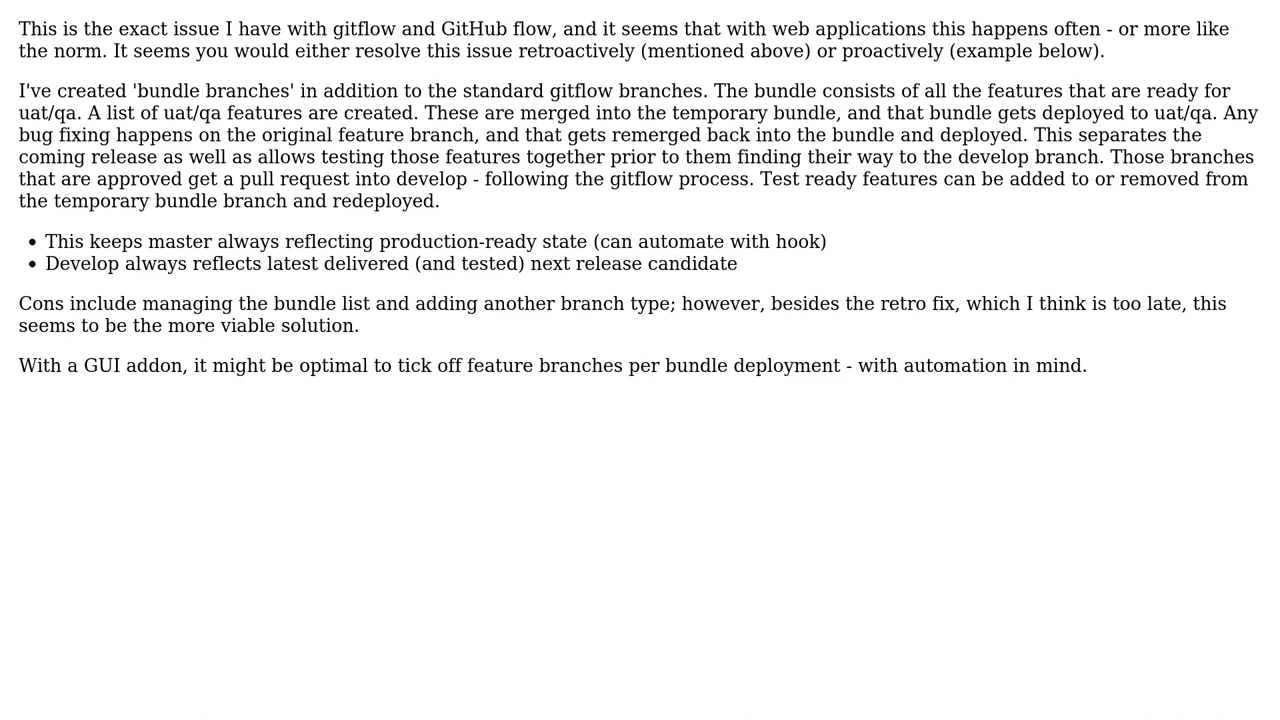 This is the exact issue I have with gitflow and GitHub flow, and it seems that with web applications this happens often - or more like
the norm. It seems you would either resolve this issue retroactively (mentioned above) or proactively (example below).
I've created 'bundle branches' in addition to the standard gitflow branches. The bundle consists of all the features that are ready for
uat/qa. A list of uat/qa features are created. These are merged into the temporary bundle, and that bundle gets deployed to uat/qa. Any
bug fixing happens on the original feature branch, and that gets remerged back into the bundle and deployed. This separates the
coming release as well as allows testing those features together prior to them finding their way to the develop branch. Those branches
that are approved get a pull request into develop - following the gitflow process. Test ready features can be added to or removed from
the temporary bundle branch and redeployed.
• This keeps master always reflecting production-ready state (can automate with hook)
• Develop always reflects latest delivered (and tested) next release candidate
Cons include managing the bundle list and adding another branch type; however, besides the retro fix, which I think is too late, this
seems to be the more viable solution.
With a GUI addon, it might be optimal to tick off feature branches per bundle deployment - with automation in mind.